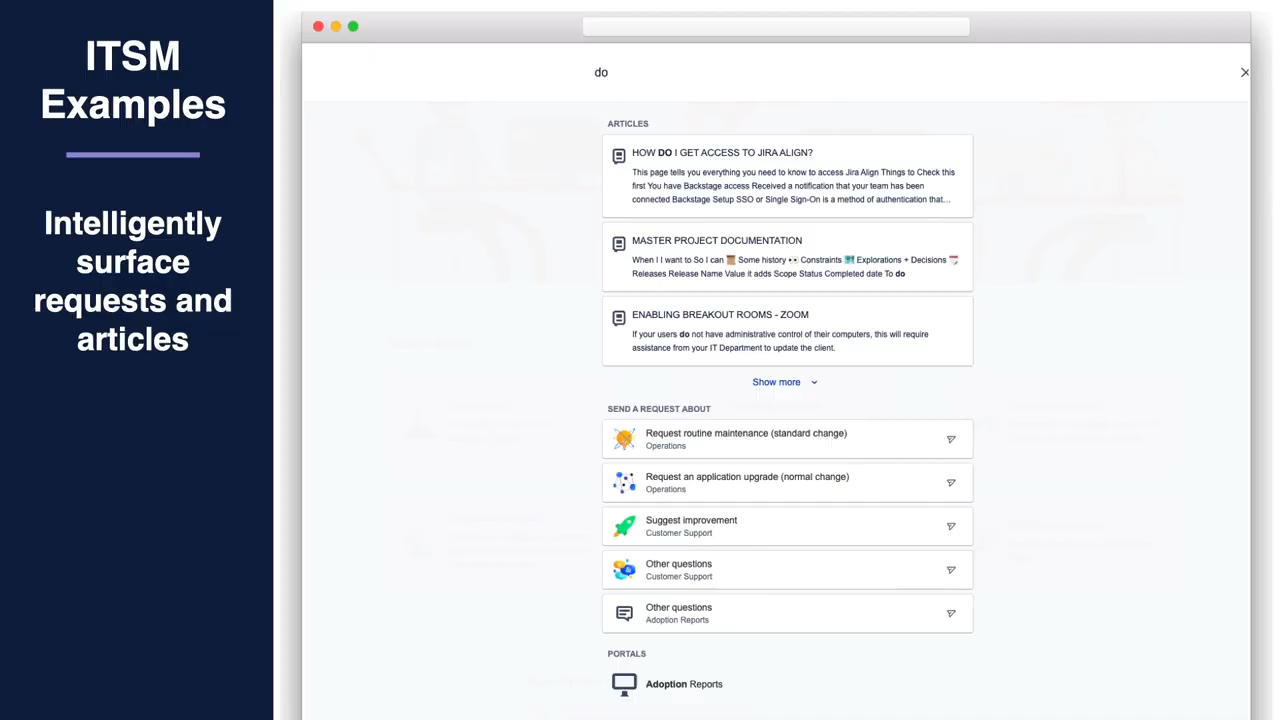 ITSM
Examples
Intelligently
surface
requests and
articles
do
ARTICLES
HOW DO I GET ACCESS TO JIRA ALIGN?
This page tells you everything you need to know to access Jira Align Things to Check this
first You have Backstage access Received a notification that your team has been
connected Backstage Setup SSO or Single Sign-On is a method of authentication that…
MASTER PROJECT DOCUMENTATION
When I I want to So I can 📜 Some history 👀 Constraints 🗺️ Explorations + Decisions 📅
Releases Release Name Value it adds Scope Status Completed date To do
ENABLING BREAKOUT ROOMS - ZOOM
If your users do not have administrative control of their computers, this will require
assistance from your IT Department to update the client.
Show more
SEND A REQUEST ABOUT
Request routine maintenance (standard change)
Operations
Request an application upgrade (normal change)
Operations
Suggest improvement
Customer Support
Other questions
Customer Support
Other questions
Adoption Reports
PORTALS
Adoption Reports